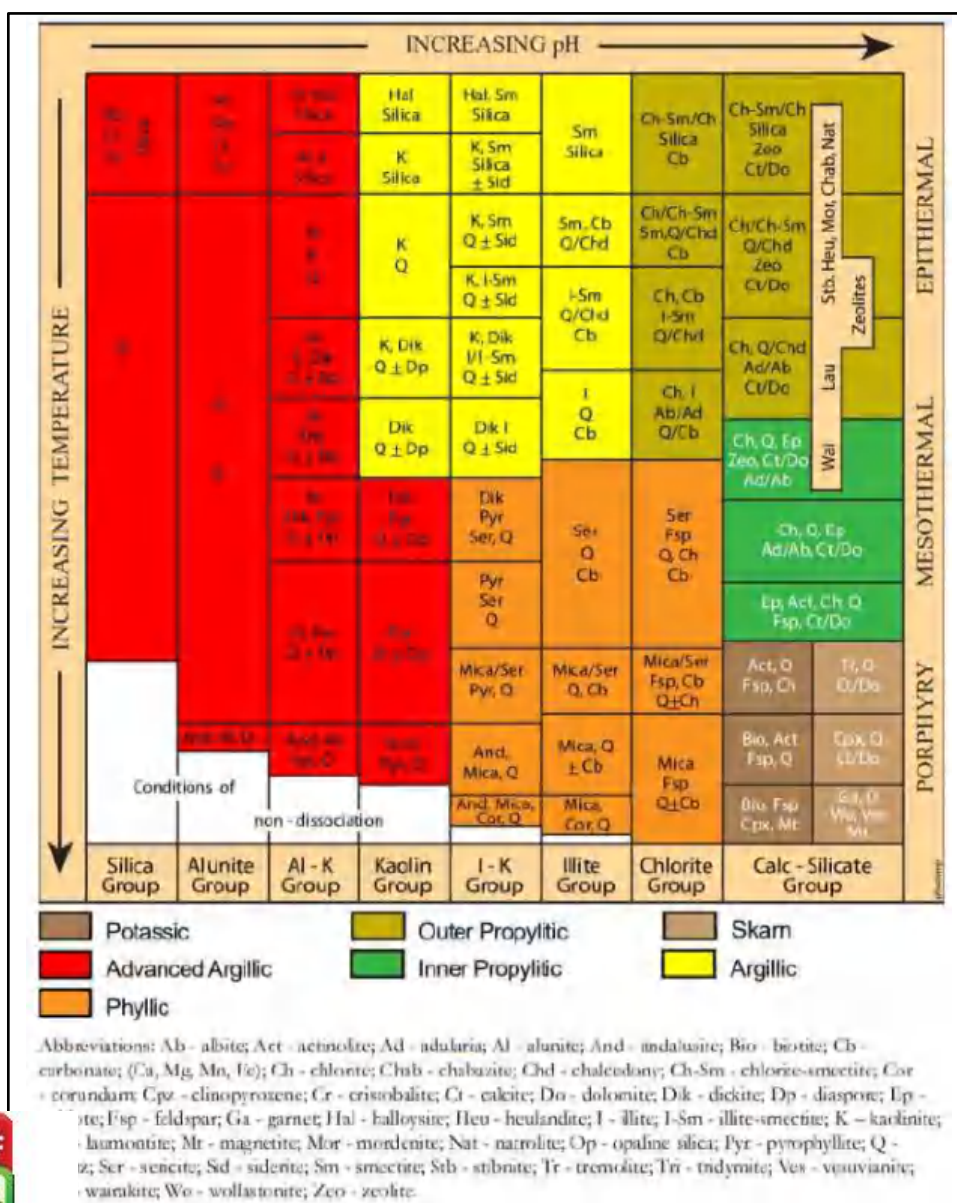 INCREASING pH
INCREASING TEMPERATURE
EPITHERMAL
MESOTHERMAL
PORPHYRY
Hal
Silica
K
Silica
K
Q
K, Dik
Q ± Dp
Dik
Q ± Dp
Hal, Sm
Silica
K, Sm
Silica
± Sid
K, Sm
Q ± Sid
K, I-Sm
Q ± Sid
K, Dik
I/I-Sm
Q ± Sid
Dik I
Q ± Sid
Dik
Pyr
Ser, Q
Pyr
Ser
Q
Mica/Ser
Pyr, Q
And,
Mica, Q
And, Mica,
Cor, Q
Sm
Silica
Sm, Cb
Q/Chd
I-Sm
Q/Chd
Cb
I
Q
Cb
Ser
Q
Cb
Mica/Ser
Q, Cb
Mica, Q
± Cb
Mica,
Cor, Q
Ch-Sm/Ch
Silica
Cb
Ch/Ch-Sm
Sm,Q/Chd
Cb
Ch, Cb
I-Sm
Q/Chd
Ch, I
Ab/Ad
Q/Cb
Ser
Fsp
Q, Ch
Cb
Mica/Ser
Fsp, Cb
Q±Ch
Mica
Fsp
Q±Cb
Ch-Sm/Ch
Silica
Zeo
Ct/Do
Ch/Ch-Sm
Q/Chd
Zeo
Ct/Do
Ch, Q/Chd
Ad/Ab
Ct/Do
Ch, Q, Ep
Zeo, Ct/Do
Ad/Ab
Ch, Q, Ep
Ad/Ab, Ct/Do
Ep, Act, Ch, Q
Fsp, Ct/Do
Act, Q
Fsp, Ch
Tr, Q
Ct/Do
Bio, Act
Fsp, Q
Cpx, Q
Ct/Do
Bio, Fsp
Cpx, Mt
Stb, Heu, Mor, Chab, Nat
Zeolites
Lau
Wai
Conditions of
non - dissociation
Silica
Group
Alunite
Group
Al - K
Group
Kaolin
Group
I - K
Group
Illite
Group
Chlorite
Group
Calc - Silicate
Group
Potassic
Outer Propylitic
Skarn
Advanced Argillic
Inner Propylitic
Argillic
Phyllic
Abbreviations: Ab - albite; Act - actinolite; Ad - adularia; Al - alunite; And - andalusite; Bio - biotite; Cb -
carbonate; (Ca, Mg, Mn, Fe); Ch - chlorite; Chab - chabazite; Chd - chalcedony; Ch-Sm - chlorite-smectite; Cor
- corundum; Cpz - clinopyroxene; Cr - cristobalite; Ct - calcite; Do - dolomite; Dik - dickite; Dp - diaspore; Ep -
Fsp - feldspar; Ga - garnet; Hal - halloysite; Heu - heulandite; I - illite; I-Sm - illite-smectite; K – kaolinite;
- laumontite; Mt - magnetite; Mor - mordenite; Nat - natrolite; Op - opaline silica; Pyr - pyrophyllite; Q -
Ser - sericite; Sid - siderite; Sm - smectite; Stb - stibnite; Tr - tremolite; Tri - tridymite; Ves - vesuvianite;
- wairakite; Wo - wollastonite; Zeo - zeolite.